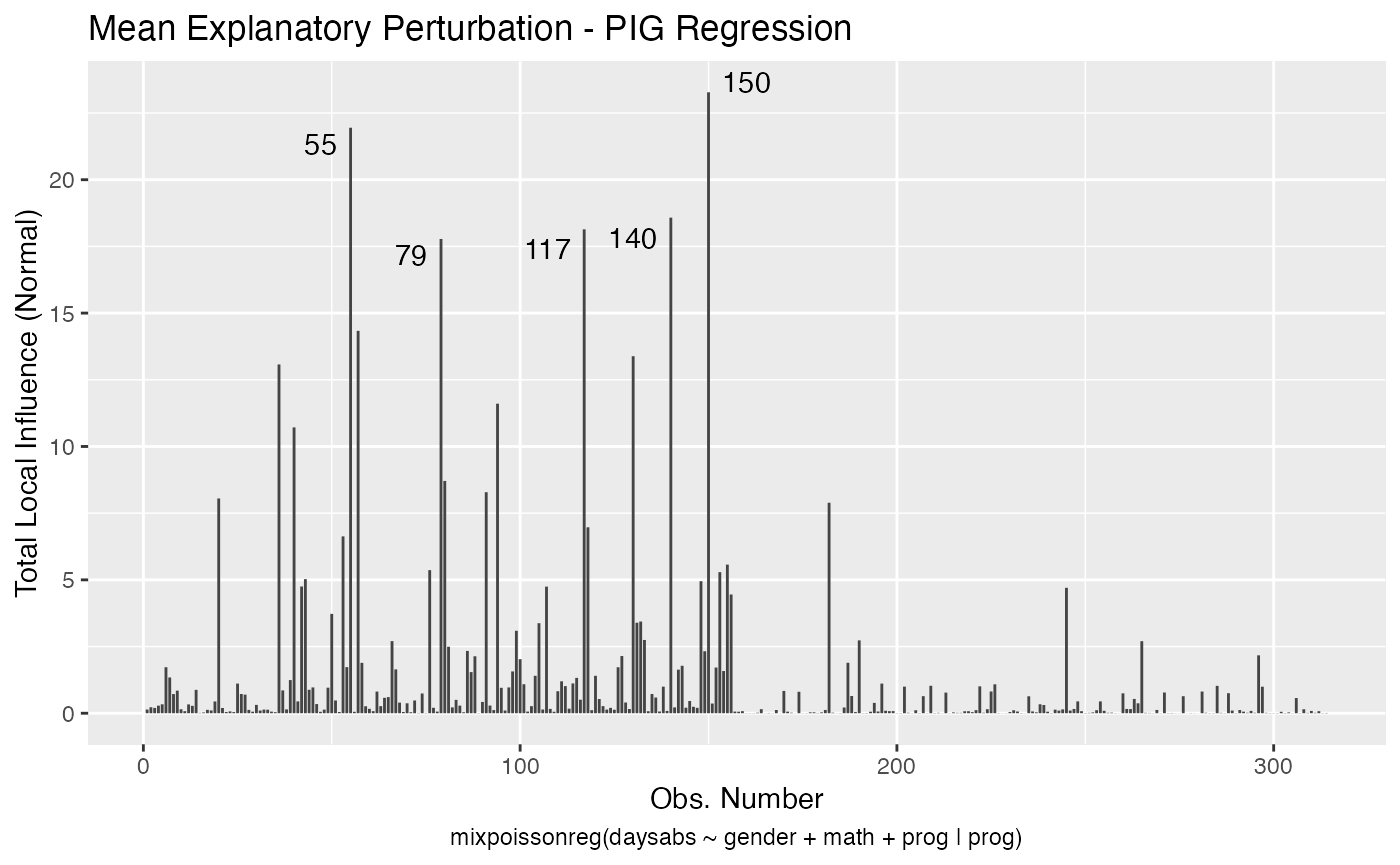 Mean Explanatory Perturbation - PIG Regression
150
55
140
117
79
Total Local Influence (Normal)
20
15
10
5
0
0 100 200 300
Obs. Number
mixpoissonreg(daysabs ~ gender + math + prog | prog)